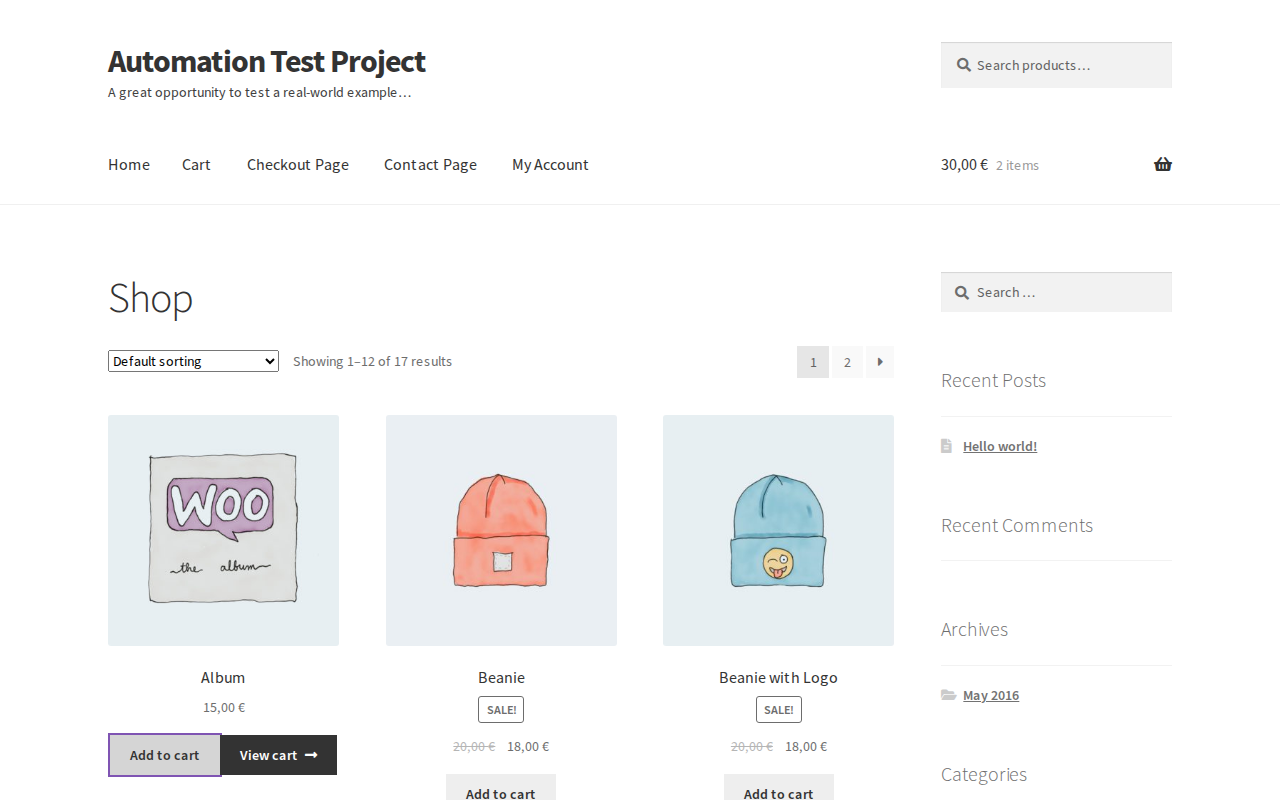 Automation Test Project
A great opportunity to test a real-world example…
Search products…
Home Cart Checkout Page Contact Page My Account
30,00 € 2 items
Shop
Default sorting
Showing 1–12 of 17 results
1 2
WOO
the album
Album
15,00 €
Add to cart
View cart
Beanie
SALE!
20,00 € 18,00 €
Add to cart
Beanie with Logo
SALE!
20,00 € 18,00 €
Add to cart
Search …
Recent Posts
Hello world!
Recent Comments
Archives
May 2016
Categories